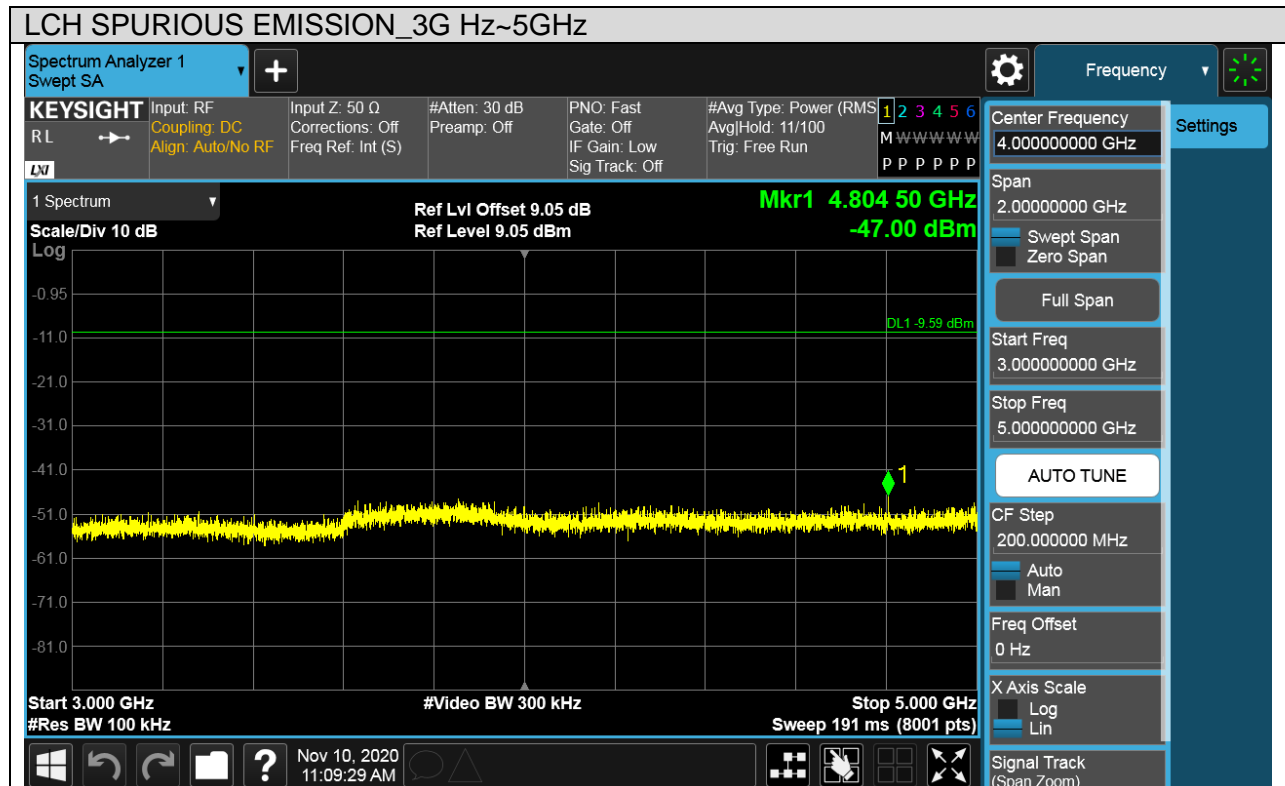 LCH SPURIOUS EMISSION_3G Hz~5GHz
Spectrum Analyzer 1
Swept SA
+
Frequency
KEYSIGHT
RL
LXI
Input: RF
Coupling: DC
Align: Auto/No RF
Input Z: 50 Ω
Corrections: Off
Freq Ref: Int (S)
#Atten: 30 dB
Preamp: Off
PNO: Fast
Gate: Off
IF Gain: Low
Sig Track: Off
#Avg Type: Power (RMS
Avg|Hold: 11/100
Trig: Free Run
1 2 3 4 5 6
M W W W W W
P P P P P P
1 Spectrum
Scale/Div 10 dB
Log
Ref Lvl Offset 9.05 dB
Ref Level 9.05 dBm
Mkr1 4.804 50 GHz
-47.00 dBm
-0.95
DL1 -9.59 dBm
-11.0
-21.0
-31.0
-41.0
1
-51.0
-61.0
-71.0
-81.0
Start 3.000 GHz
#Res BW 100 kHz
#Video BW 300 kHz
Stop 5.000 GHz
Sweep 191 ms (8001 pts)
?
Nov 10, 2020
11:09:29 AM
Center Frequency
4.000000000 GHz
Settings
Span
2.00000000 GHz
Swept Span
Zero Span
Full Span
Start Freq
3.000000000 GHz
Stop Freq
5.000000000 GHz
AUTO TUNE
CF Step
200.000000 MHz
Auto
Man
Freq Offset
0 Hz
X Axis Scale
Log
Lin
Signal Track
(Span Zoom)